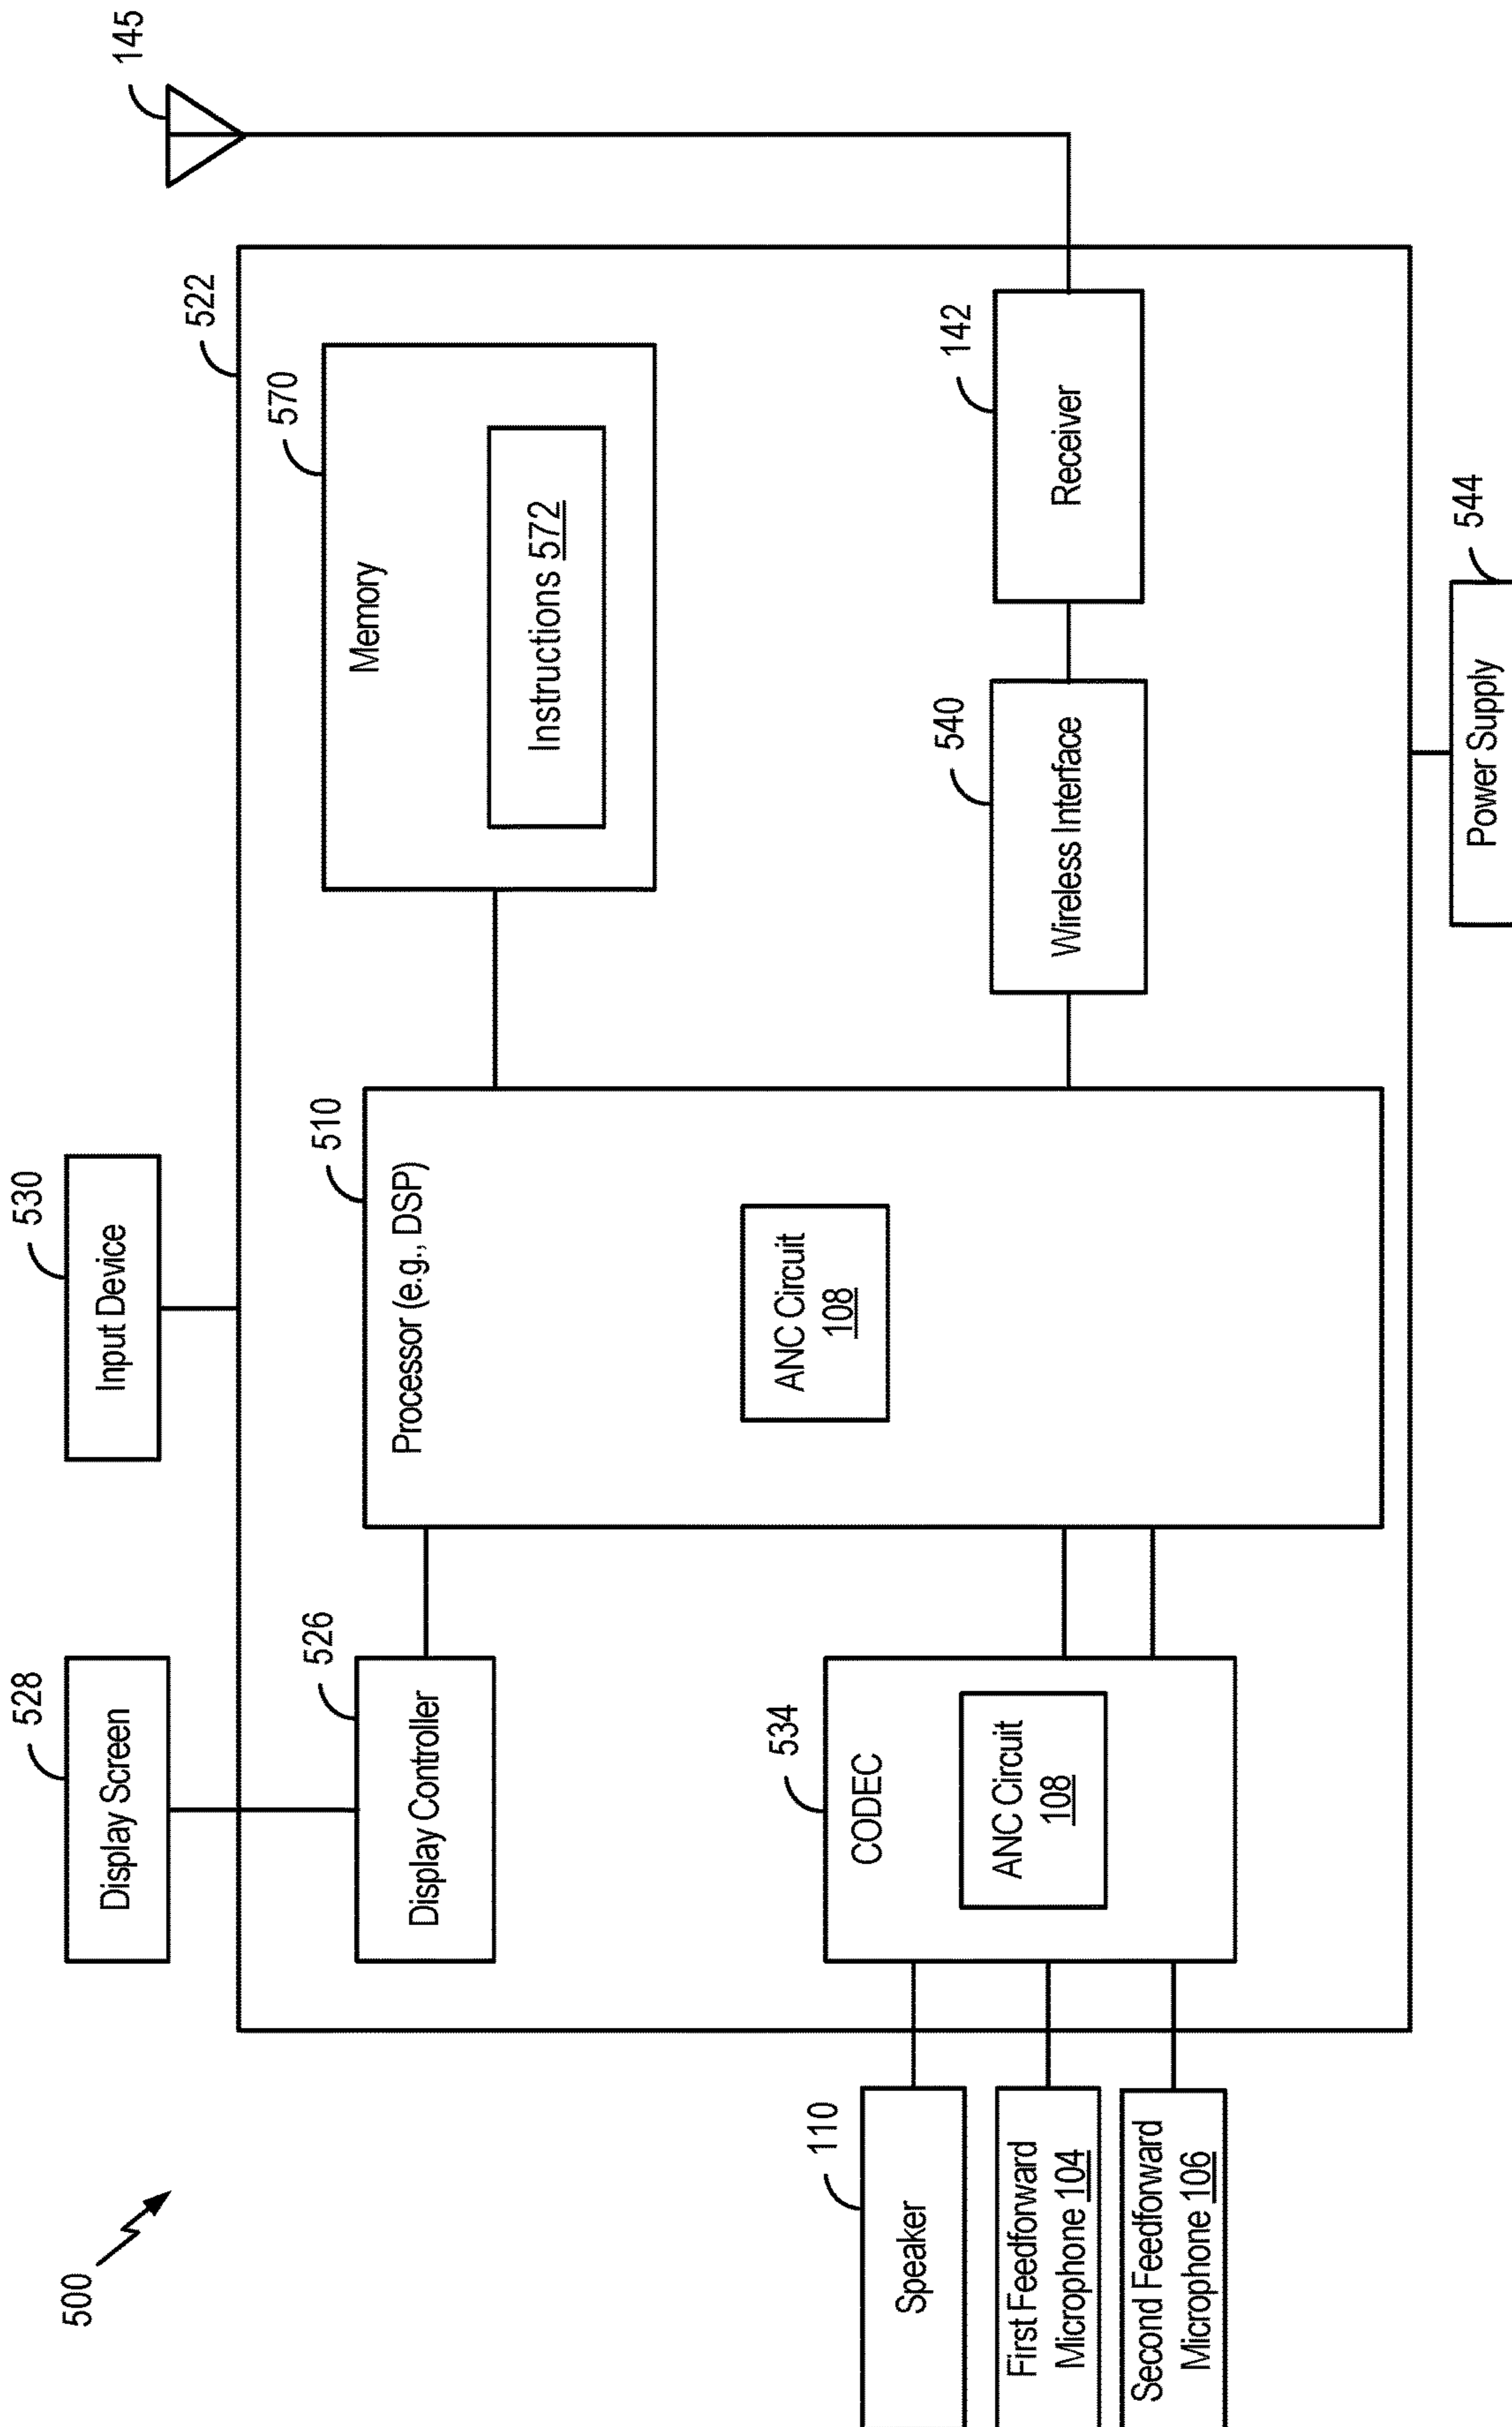 500
528
Display Screen
530
Input Device
145
522
526
Display Controller
510
Processor (e.g., DSP)
ANC Circuit
108
570
Memory
Instructions 572
534
CODEC
ANC Circuit
108
540
Wireless Interface
142
Receiver
110
Speaker
First Feedforward
Microphone 104
Second Feedforward
Microphone 106
544
Power Supply